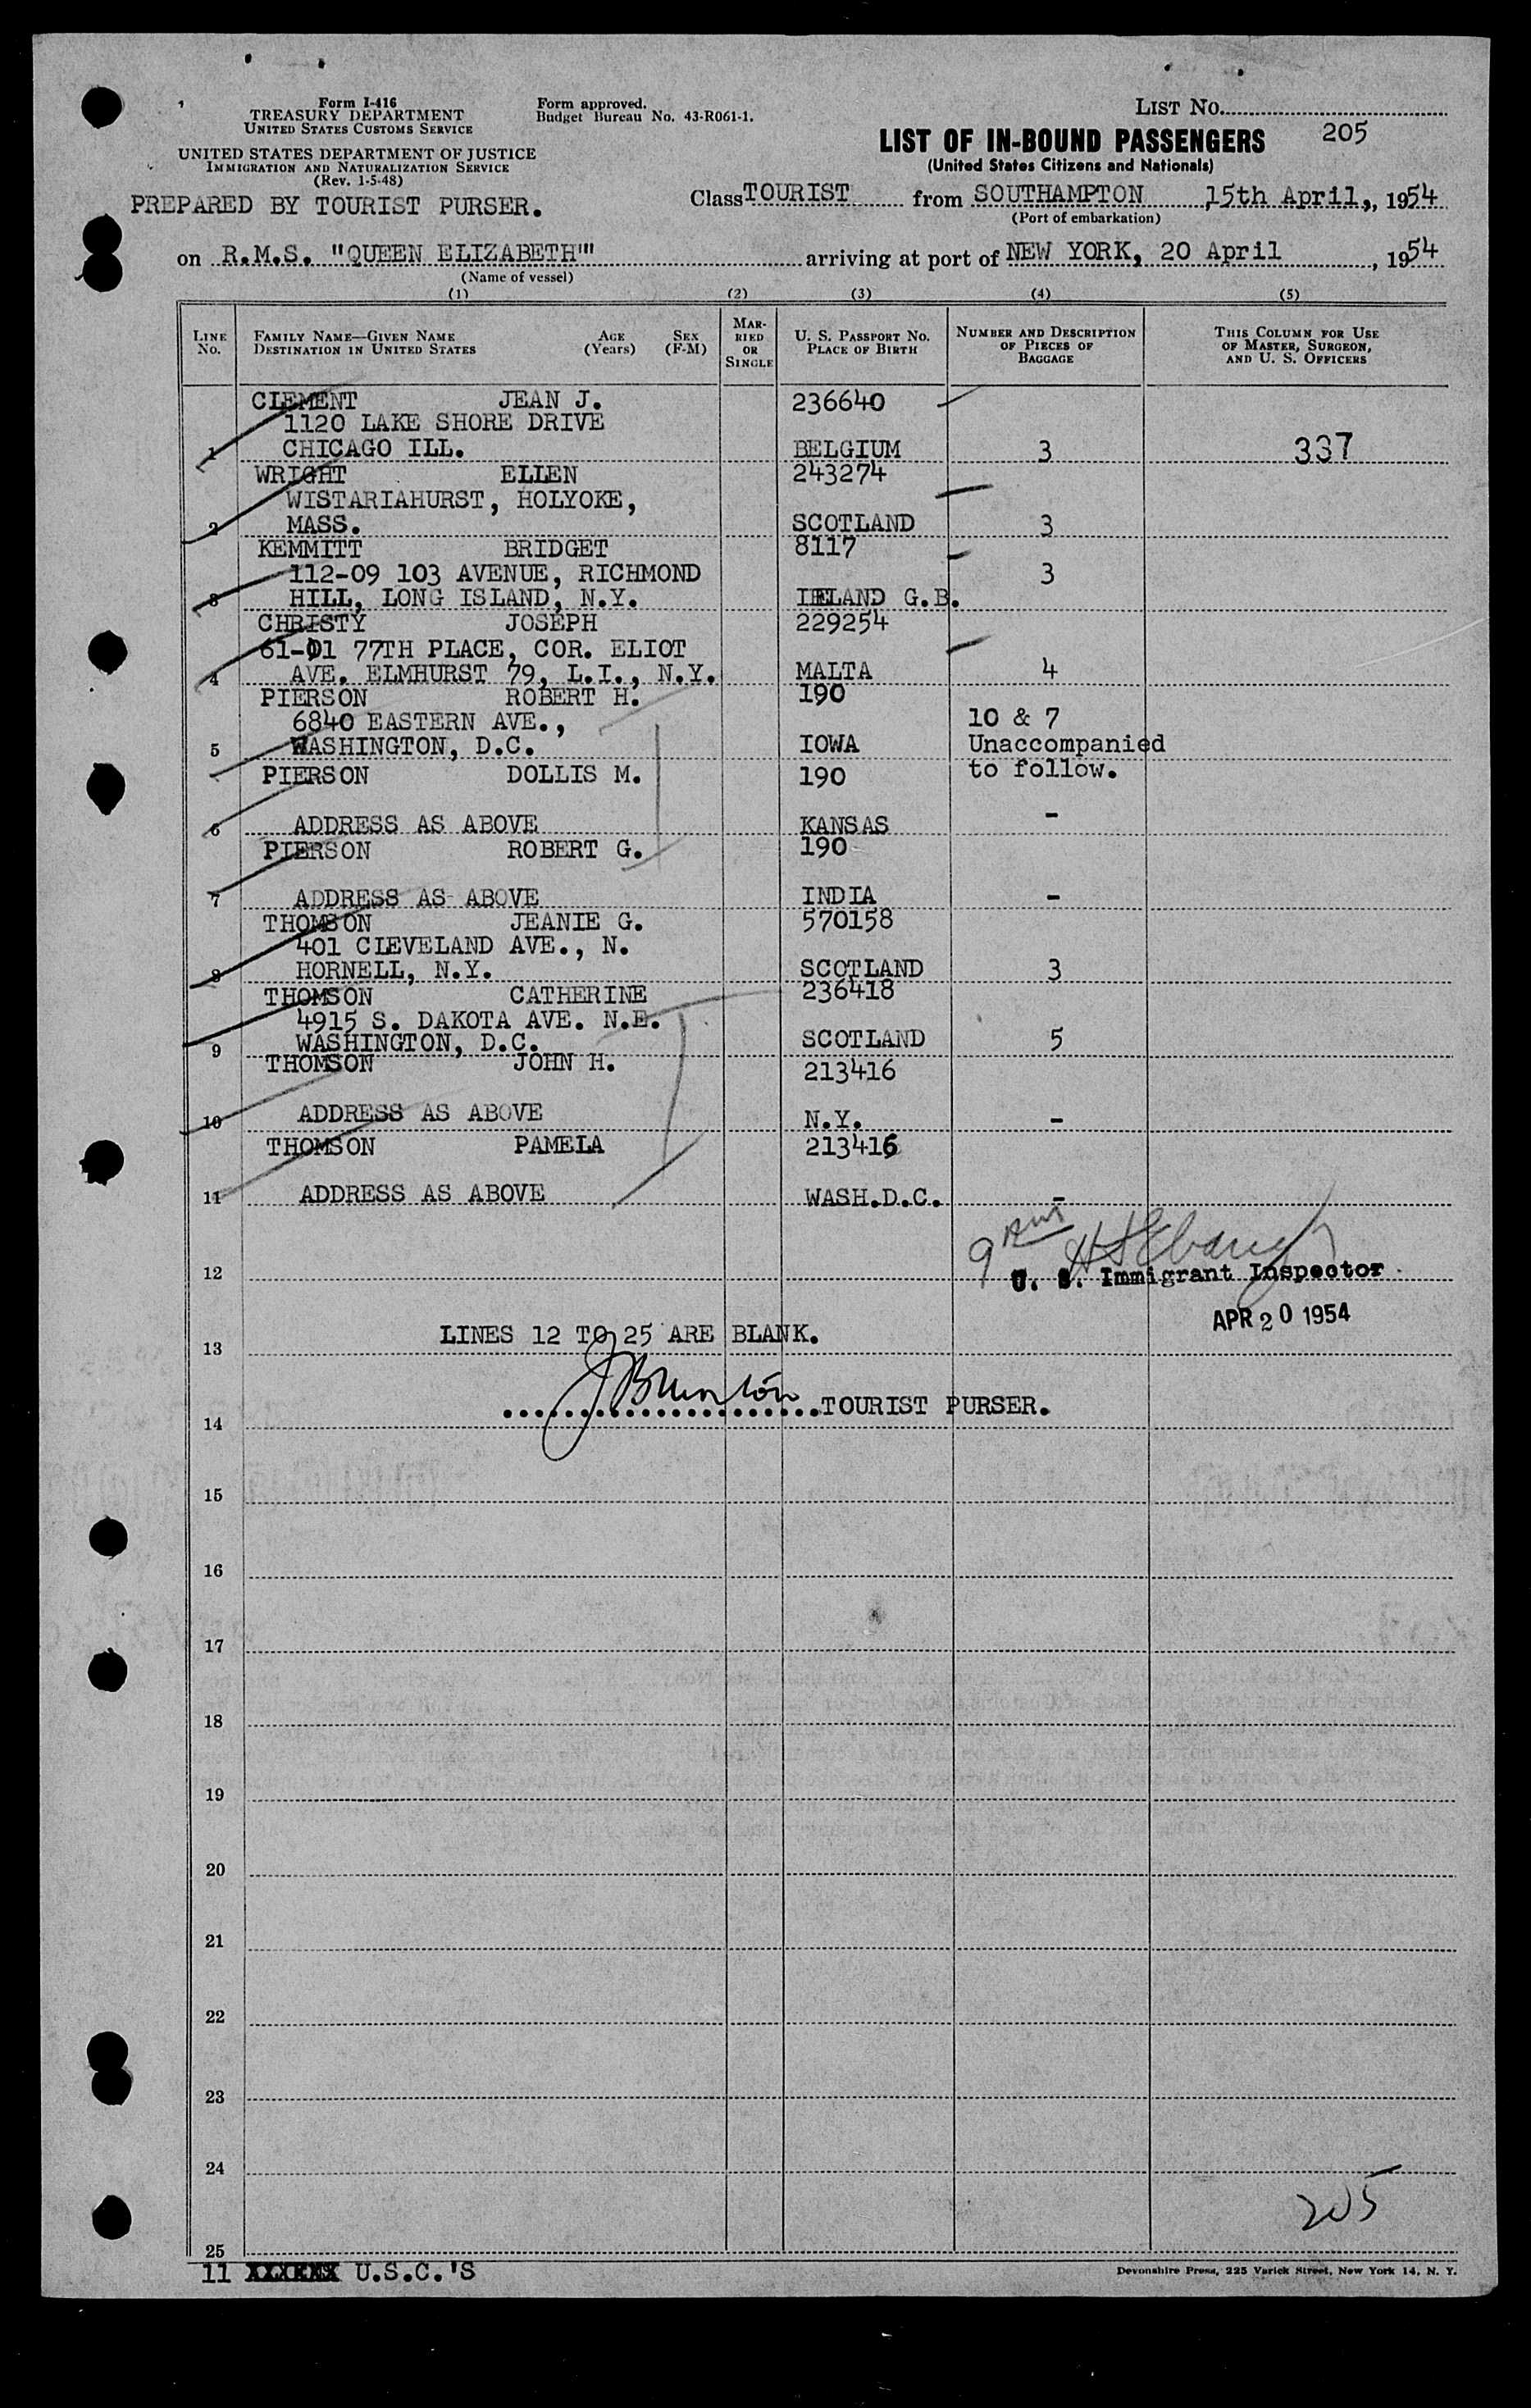 Form I-416
TREASURY DEPARTMENT
UNITED STATES CUSTOMS SERVICE
UNITED STATES DEPARTMENT OF JUSTICE
IMMIGRATION AND NATURALIZATION SERVICE
(Rev. 1-5-48)
PREPARED BY TOURIST PURSER.
Form approved.
Budget Bureau No. 43-R061-1.
LIST NO.
205
LIST OF IN-BOUND PASSENGERS
(United States Citizens and Nationals)
Class TOURIST from SOUTHAMPTON 15th April, , 1954
(Port of embarkation)
on R.M.S. "QUEEN ELIZABETH" arriving at port of NEW YORK, 20 April , 1954
(Name of vessel)
(1) (2) (3) (4) (5)
LINE NO. FAMILY NAME—GIVEN NAME DESTINATION IN UNITED STATES AGE (Years) SEX (F-M) MARRIED OR SINGLE U. S. PASSPORT NO. PLACE OF BIRTH NUMBER AND DESCRIPTION OF PIECES OF BAGGAGE THIS COLUMN FOR USE OF MASTER, SURGEON, AND U. S. OFFICERS
CLEMENT JEAN J. 236640
1120 LAKE SHORE DRIVE
1 CHICAGO ILL. BELGIUM 3 337
WRIGHT ELLEN 243274
WISTARIAHURST, HOLYOKE,
2 MASS. SCOTLAND 3
KEMMITT BRIDGET 8117
112-09 103 AVENUE, RICHMOND 3
3 HILL, LONG ISLAND, N.Y. IELAND G.B.
CHRISTY JOSEPH 229254
61-01 77TH PLACE, COR. ELIOT
4 AVE. ELMHURST 79, L.I., N.Y. MALTA 4
PIERSON ROBERT H. 190
6840 EASTERN AVE., 10 & 7
5 WASHINGTON, D.C. IOWA Unaccompanied
PIERSON DOLLIS M. 190 to follow.
6 ADDRESS AS ABOVE KANSAS -
PIERSON ROBERT G. 190
7 ADDRESS AS ABOVE INDIA -
THOMSON JEANIE G. 570158
401 CLEVELAND AVE., N.
8 HORNELL, N.Y. SCOTLAND 3
THOMSON CATHERINE 236418
4915 S. DAKOTA AVE. N.E.
9 WASHINGTON, D.C. SCOTLAND 5
THOMSON JOHN H. 213416
10 ADDRESS AS ABOVE N.Y. -
THOMSON PAMELA 213416
11 ADDRESS AS ABOVE WASH.D.C. -
9
12 U. S. Immigrant Inspector
APR 20 1954
LINES 12 TO 25 ARE BLANK.
13
TOURIST PURSER.
14
15
16
17
18
19
20
21
22
23
24
205
25
11 U.S.C.'S
Devonshire Press, 225 Varick Street, New York 14, N. Y.